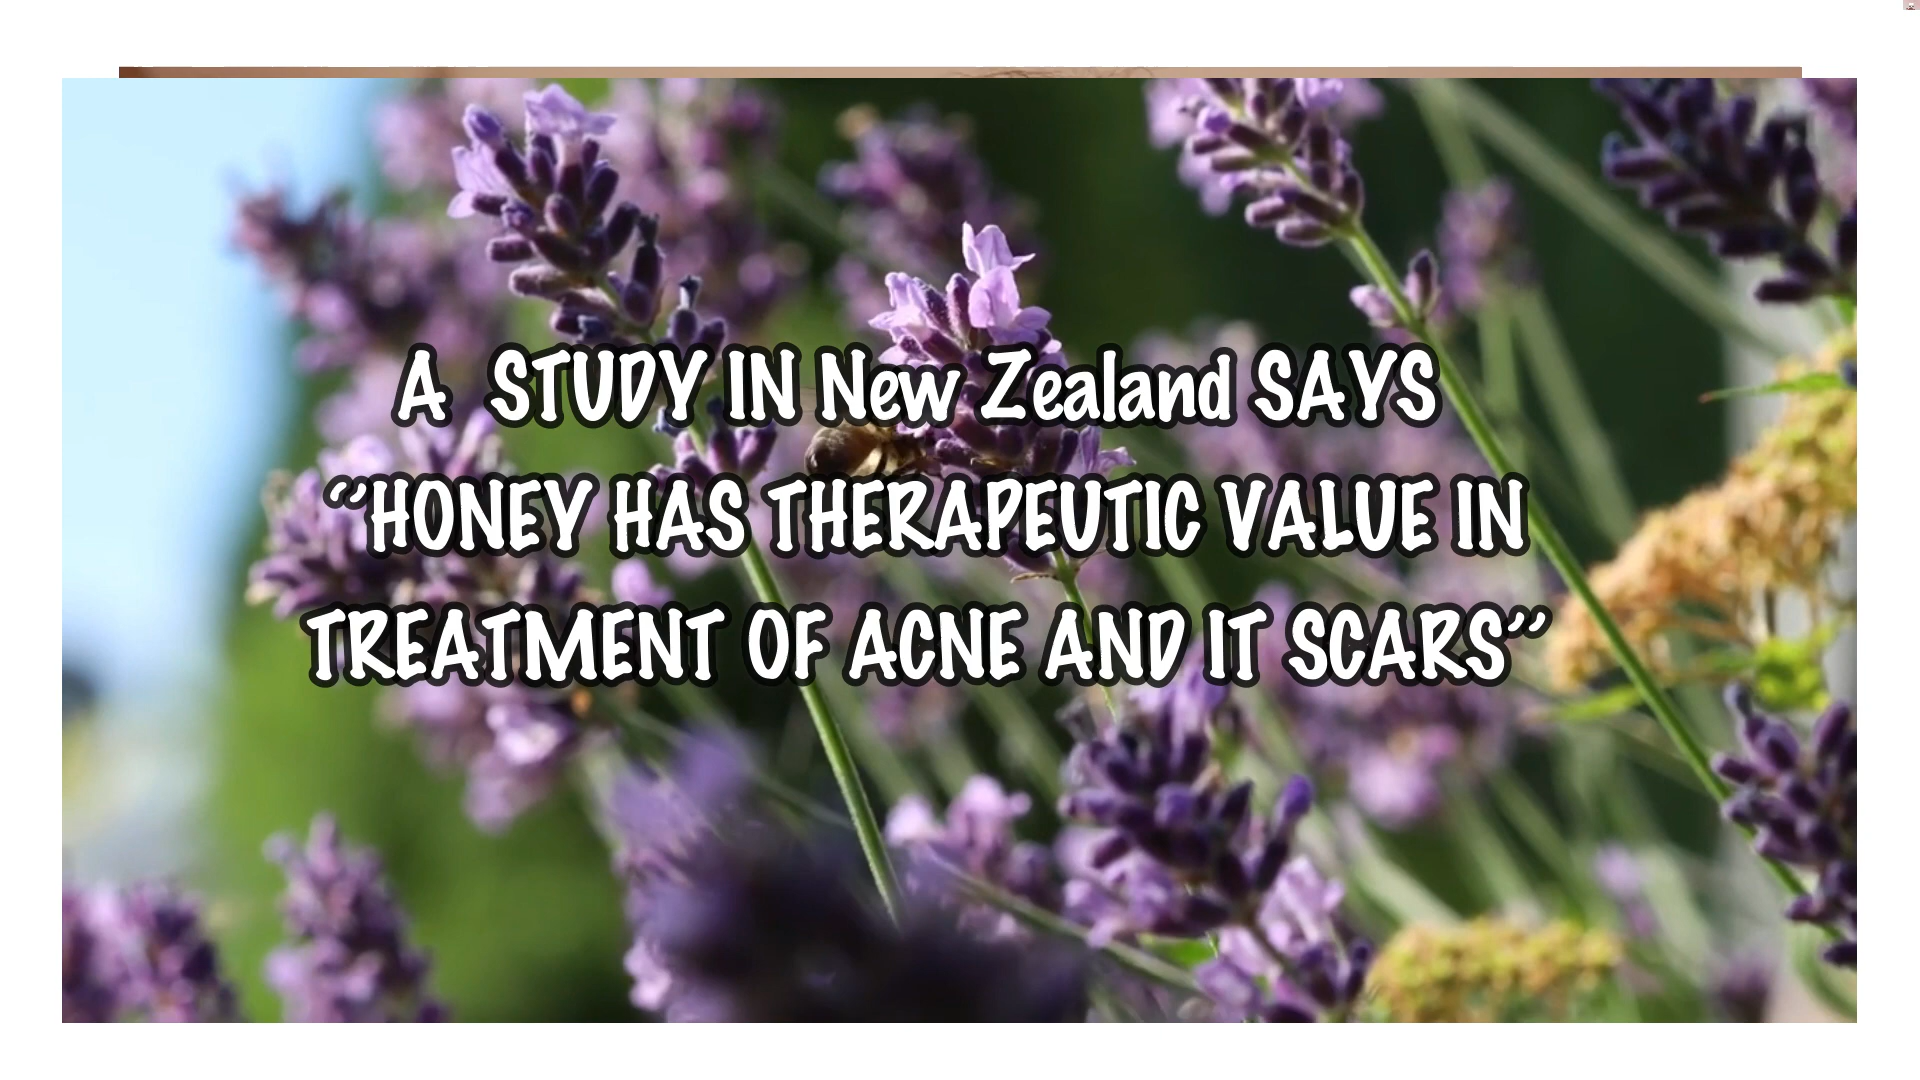 A STUDY IN New Zealand SAYS
“HONEY HAS THERAPEUTIC VALUE IN
TREATMENT OF ACNE AND IT SCARS”